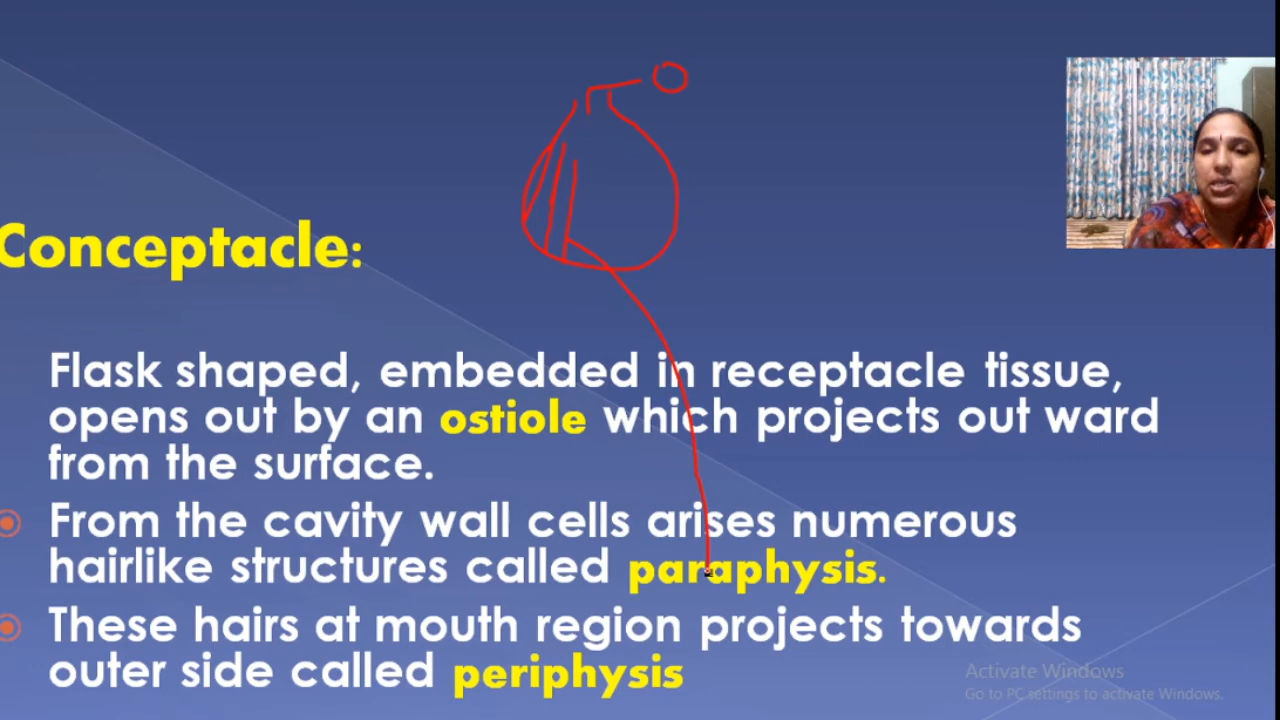 Conceptacle:
Flask shaped, embedded in receptacle tissue,
opens out by an ostiole which projects out ward
from the surface.
From the cavity wall cells arises numerous
hairlike structures called paraphysis.
These hairs at mouth region projects towards
outer side called periphysis
Activate Windows
Go to PC settings to activate Windows.